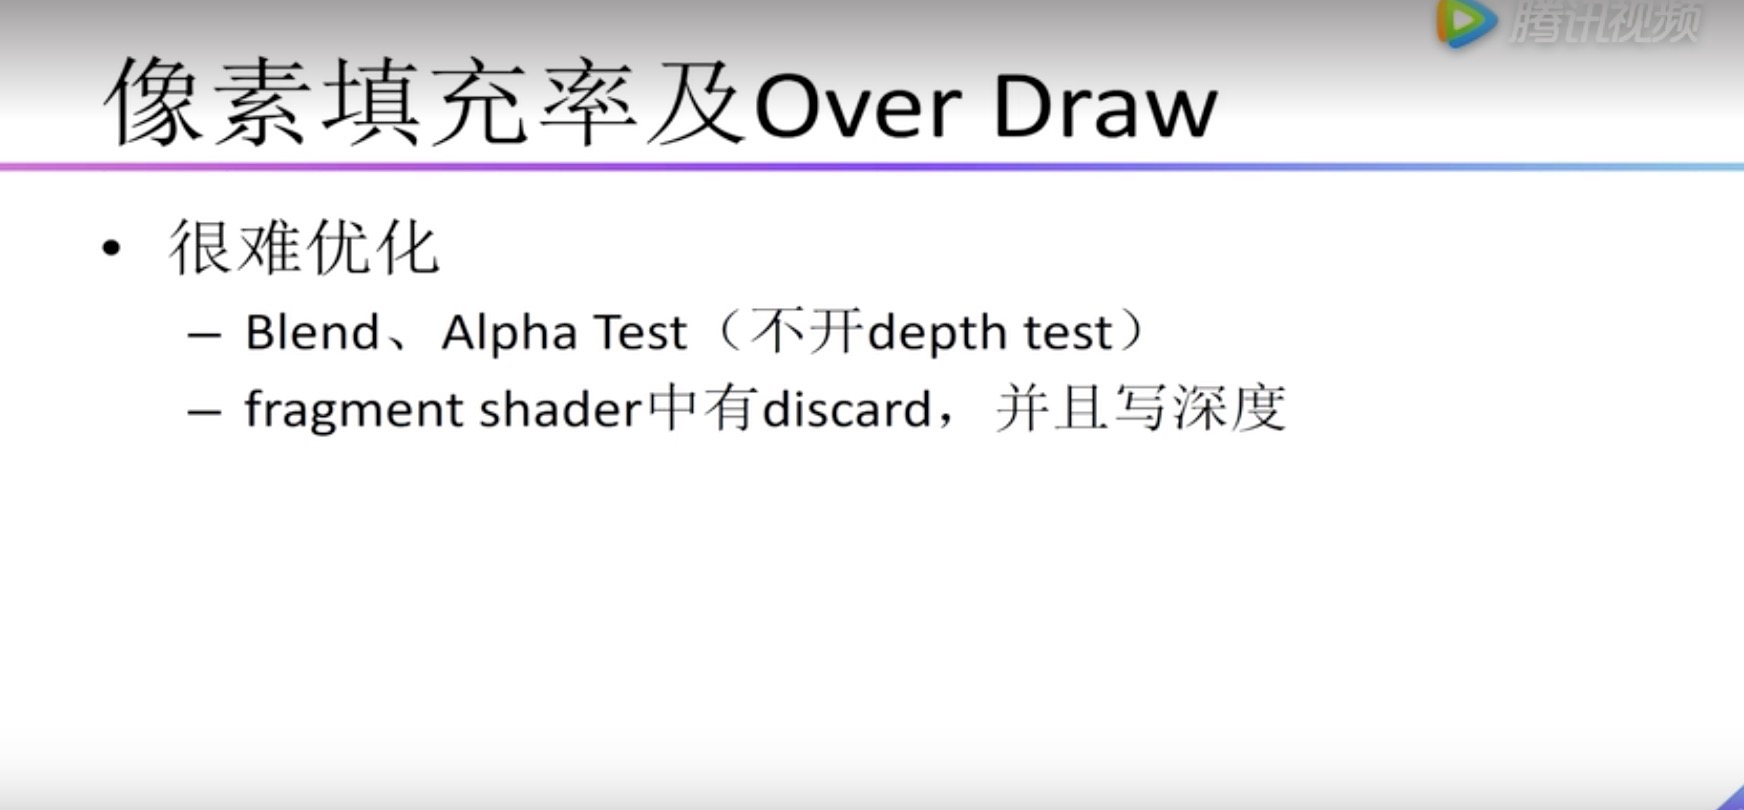 腾讯视频
像素填充率及Over Draw
• 很难优化
– Blend、Alpha Test（不开depth test）
– fragment shader中有discard，并且写深度